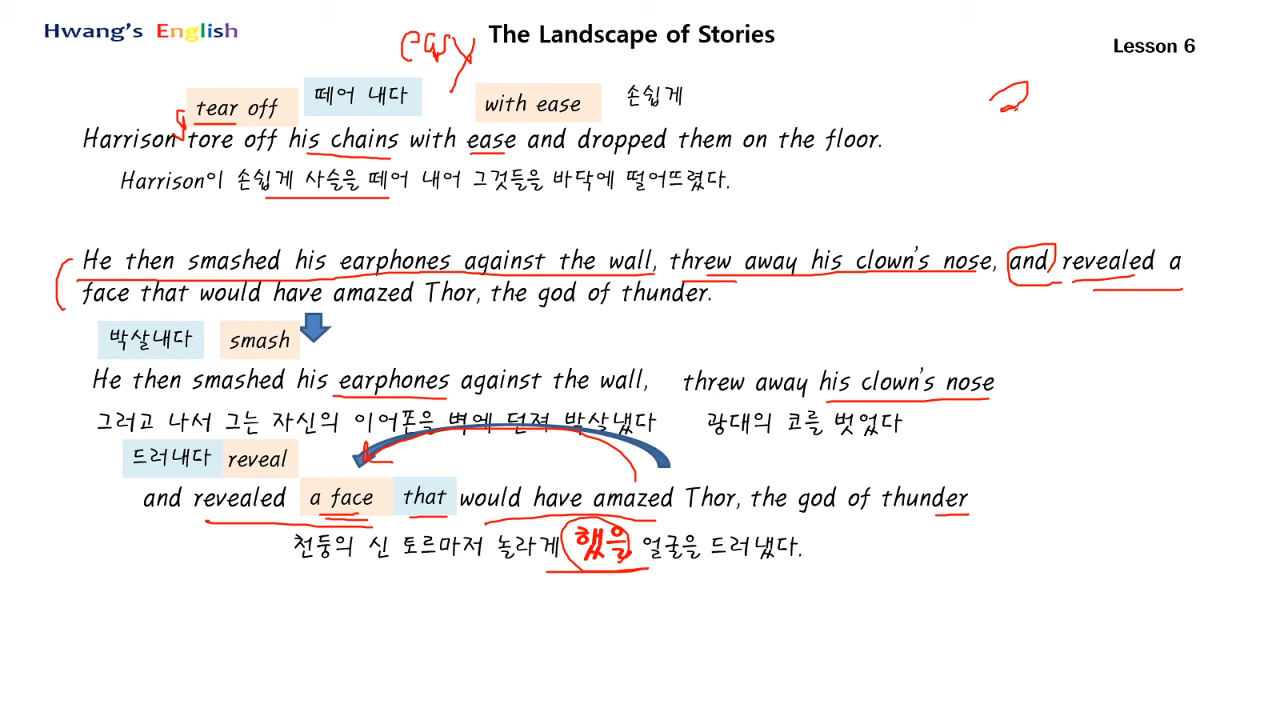 Hwang's English
easy
The Landscape of Stories
Lesson 6
tear off 떼어 내다 with ease 손쉽게
Harrison tore off his chains with ease and dropped them on the floor.
Harrison이 손쉽게 사슬을 떼어 내어 그것들을 바닥에 떨어뜨렸다.
He then smashed his earphones against the wall, threw away his clown's nose, and revealed a
face that would have amazed Thor, the god of thunder.
박살내다 smash
He then smashed his earphones against the wall, threw away his clown's nose
그러고 나서 그는 자신의 이어폰을 벽에 던져 박살냈다 광대의 코를 벗었다
드러내다 reveal
and revealed a face that would have amazed Thor, the god of thunder
천둥의 신 토르마저 놀라게 했을 얼굴을 드러냈다.